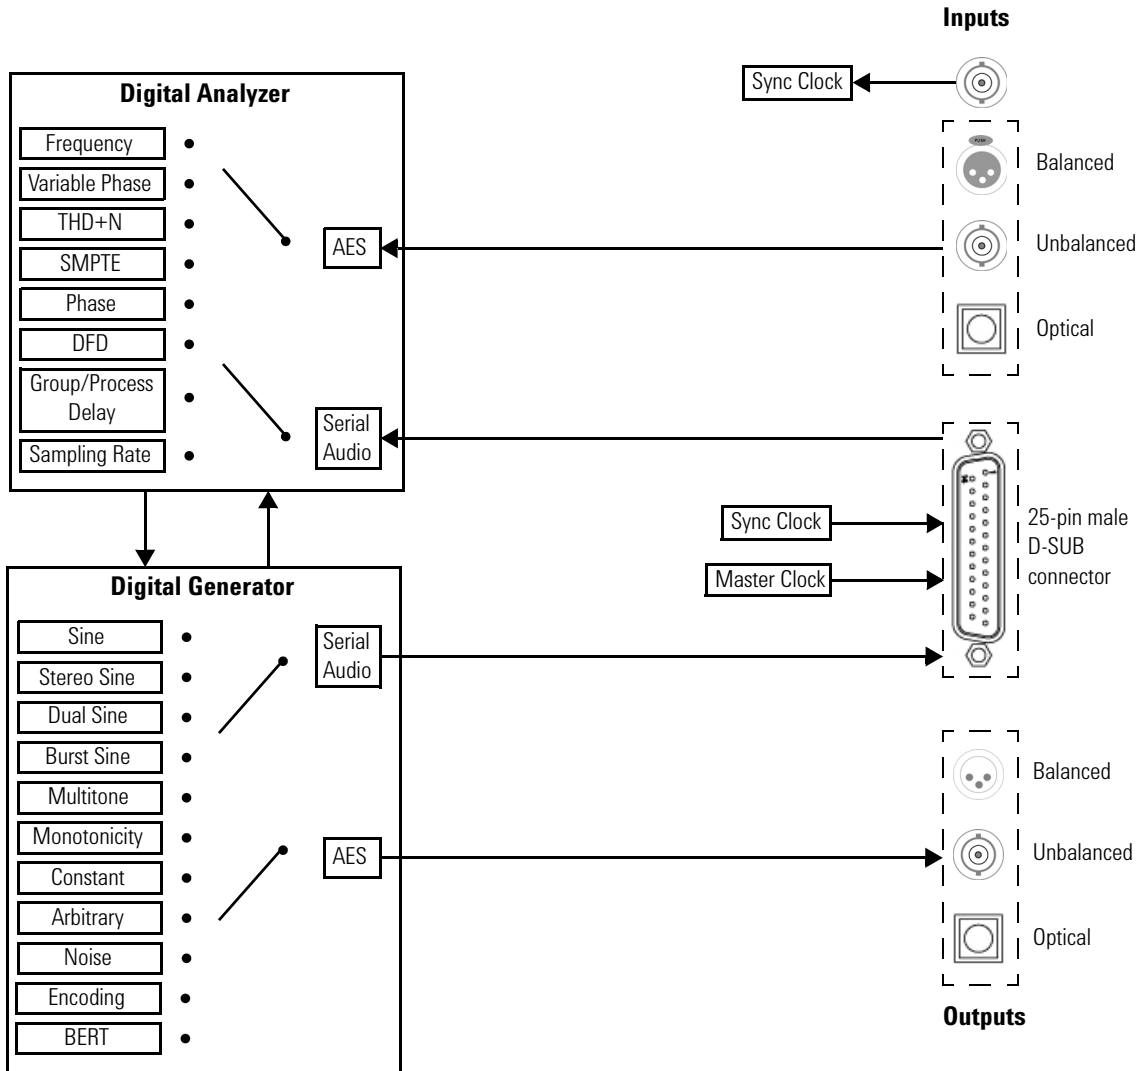 Inputs
Sync Clock
Digital Analyzer
Frequency
Variable Phase
THD+N
SMPTE
Phase
DFD
Group/Process
Delay
Sampling Rate
AES
Serial
Audio
PUSH
Balanced
Unbalanced
Optical
Sync Clock
Master Clock
25-pin male
D-SUB
connector
Digital Generator
Sine
Stereo Sine
Dual Sine
Burst Sine
Multitone
Monotonicity
Constant
Arbitrary
Noise
Encoding
BERT
Serial
Audio
AES
Balanced
Unbalanced
Optical
Outputs